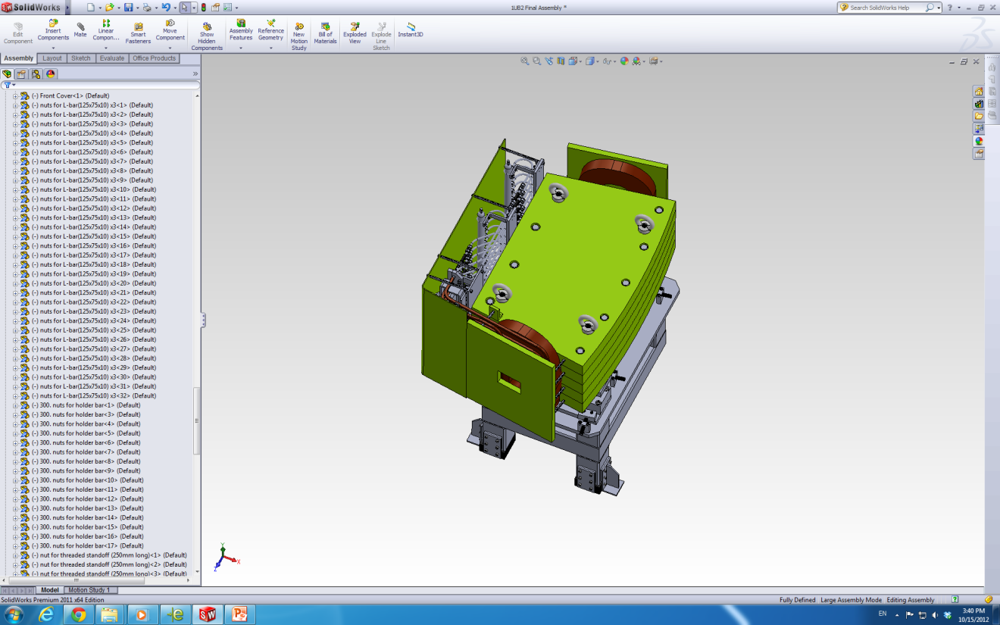 SolidWorks
1UB2 Final Assembly *
Search SolidWorks Help
Edit Component
Insert Components
Mate
Linear Compon...
Smart Fasteners
Move Component
Show Hidden Components
Assembly Features
Reference Geometry
New Motion Study
Bill of Materials
Exploded View
Explode Line Sketch
Instant3D
Assembly Layout Sketch Evaluate Office Products
(-) Front Cover<1> (Default)
(-) nuts for L-bar(125x75x10) x3<1> (Default)
(-) nuts for L-bar(125x75x10) x3<2> (Default)
(-) nuts for L-bar(125x75x10) x3<3> (Default)
(-) nuts for L-bar(125x75x10) x3<4> (Default)
(-) nuts for L-bar(125x75x10) x3<5> (Default)
(-) nuts for L-bar(125x75x10) x3<6> (Default)
(-) nuts for L-bar(125x75x10) x3<7> (Default)
(-) nuts for L-bar(125x75x10) x3<8> (Default)
(-) nuts for L-bar(125x75x10) x3<9> (Default)
(-) nuts for L-bar(125x75x10) x3<10> (Default)
(-) nuts for L-bar(125x75x10) x3<11> (Default)
(-) nuts for L-bar(125x75x10) x3<12> (Default)
(-) nuts for L-bar(125x75x10) x3<13> (Default)
(-) nuts for L-bar(125x75x10) x3<14> (Default)
(-) nuts for L-bar(125x75x10) x3<15> (Default)
(-) nuts for L-bar(125x75x10) x3<16> (Default)
(-) nuts for L-bar(125x75x10) x3<17> (Default)
(-) nuts for L-bar(125x75x10) x3<18> (Default)
(-) nuts for L-bar(125x75x10) x3<19> (Default)
(-) nuts for L-bar(125x75x10) x3<20> (Default)
(-) nuts for L-bar(125x75x10) x3<21> (Default)
(-) nuts for L-bar(125x75x10) x3<22> (Default)
(-) nuts for L-bar(125x75x10) x3<23> (Default)
(-) nuts for L-bar(125x75x10) x3<24> (Default)
(-) nuts for L-bar(125x75x10) x3<25> (Default)
(-) nuts for L-bar(125x75x10) x3<26> (Default)
(-) nuts for L-bar(125x75x10) x3<27> (Default)
(-) nuts for L-bar(125x75x10) x3<28> (Default)
(-) nuts for L-bar(125x75x10) x3<29> (Default)
(-) nuts for L-bar(125x75x10) x3<30> (Default)
(-) nuts for L-bar(125x75x10) x3<31> (Default)
(-) nuts for L-bar(125x75x10) x3<32> (Default)
(-) 300. nuts for holder bar<1> (Default)
(-) 300. nuts for holder bar<3> (Default)
(-) 300. nuts for holder bar<4> (Default)
(-) 300. nuts for holder bar<5> (Default)
(-) 300. nuts for holder bar<6> (Default)
(-) 300. nuts for holder bar<7> (Default)
(-) 300. nuts for holder bar<8> (Default)
(-) 300. nuts for holder bar<9> (Default)
(-) 300. nuts for holder bar<10> (Default)
(-) 300. nuts for holder bar<11> (Default)
(-) 300. nuts for holder bar<12> (Default)
(-) 300. nuts for holder bar<13> (Default)
(-) 300. nuts for holder bar<14> (Default)
(-) 300. nuts for holder bar<15> (Default)
(-) 300. nuts for holder bar<16> (Default)
(-) 300. nuts for holder bar<17> (Default)
(-) nut for threaded standoff (250mm long)<1> (Default)
(-) nut for threaded standoff (250mm long)<2> (Default)
(-) nut for threaded standoff (250mm long)<3> (Default)
Y
X
Z
Model Motion Study 1
SolidWorks Premium 2011 x64 Edition
Fully Defined Large Assembly Mode Editing Assembly
EN
3:40 PM
10/15/2012